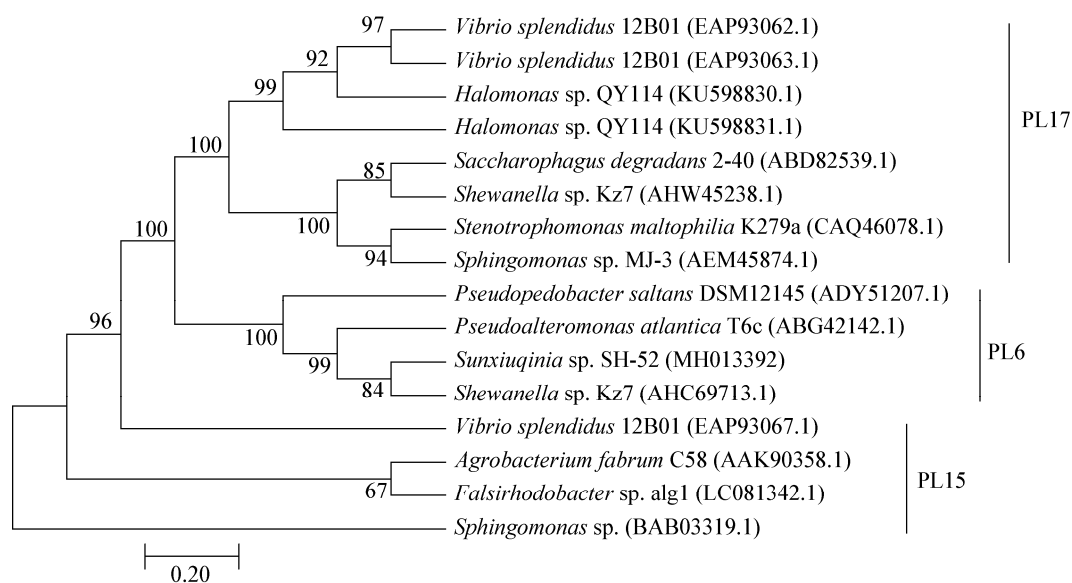 97
Vibrio splendidus 12B01 (EAP93062.1)
92
Vibrio splendidus 12B01 (EAP93063.1)
99
Halomonas sp. QY114 (KU598830.1)
PL17
Halomonas sp. QY114 (KU598831.1)
100
Saccharophagus degradans 2-40 (ABD82539.1)
85
Shewanella sp. Kz7 (AHW45238.1)
100
Stenotrophomonas maltophilia K279a (CAQ46078.1)
100
94
Sphingomonas sp. MJ-3 (AEM45874.1)
Pseudopedobacter saltans DSM12145 (ADY51207.1)
96
Pseudoalteromonas atlantica T6c (ABG42142.1)
100
PL6
Sunxiuqinia sp. SH-52 (MH013392)
99
84
Shewanella sp. Kz7 (AHC69713.1)
Vibrio splendidus 12B01 (EAP93067.1)
Agrobacterium fabrum C58 (AAK90358.1)
PL15
67
Falsirhodobacter sp. alg1 (LC081342.1)
Sphingomonas sp. (BAB03319.1)
0.20